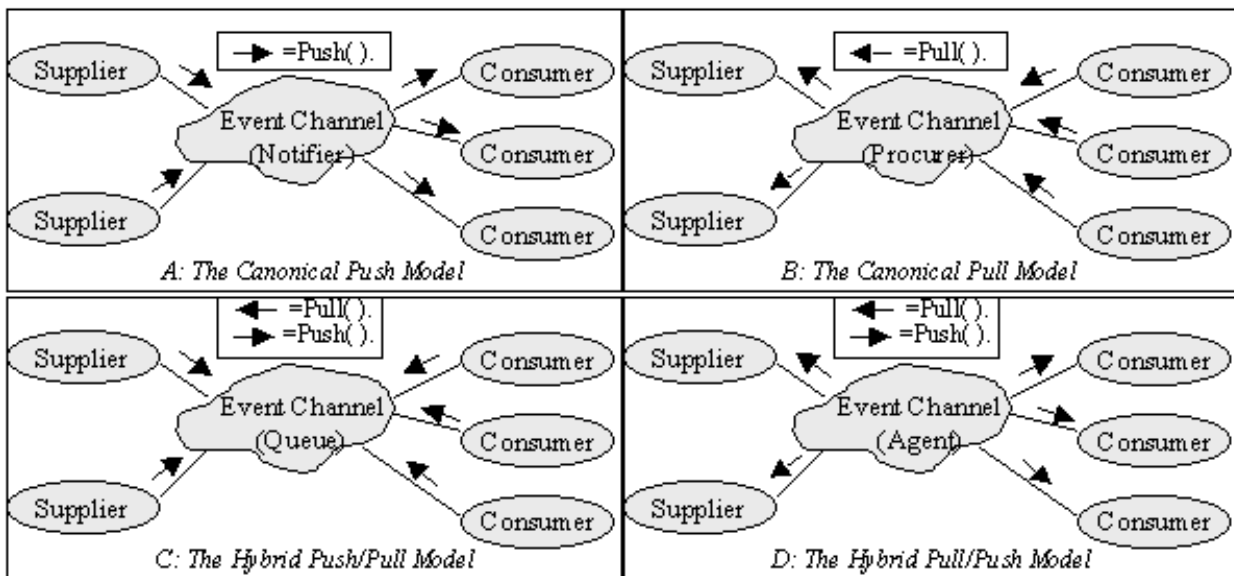 =Push( ).
Supplier
Consumer
Event Channel
(Notifier)
Consumer
Supplier
Consumer
A: The Canonical Push Model
=Pull( ).
Supplier
Consumer
Event Channel
(Procurer)
Consumer
Supplier
Consumer
B: The Canonical Pull Model
=Pull( ).
=Push( ).
Supplier
Consumer
Event Channel
(Queue)
Consumer
Supplier
Consumer
C: The Hybrid Push/Pull Model
=Pull( ).
=Push( ).
Supplier
Consumer
Event Channel
(Agent)
Consumer
Supplier
Consumer
D: The Hybrid Pull/Push Model